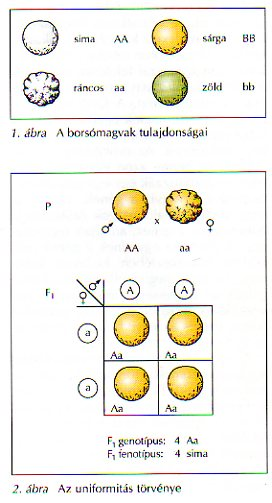 sima AA sárga BB
ráncos aa zöld bb
1. ábra A borsómagvak tulajdonságai
P
♂ x ♀
AA aa
F1 ♀ ♂ A A
a
Aa Aa
a
Aa Aa
F1 genotípus: 4 Aa
F1 fenotípus: 4 sima
2. ábra Az uniformitás törvénye